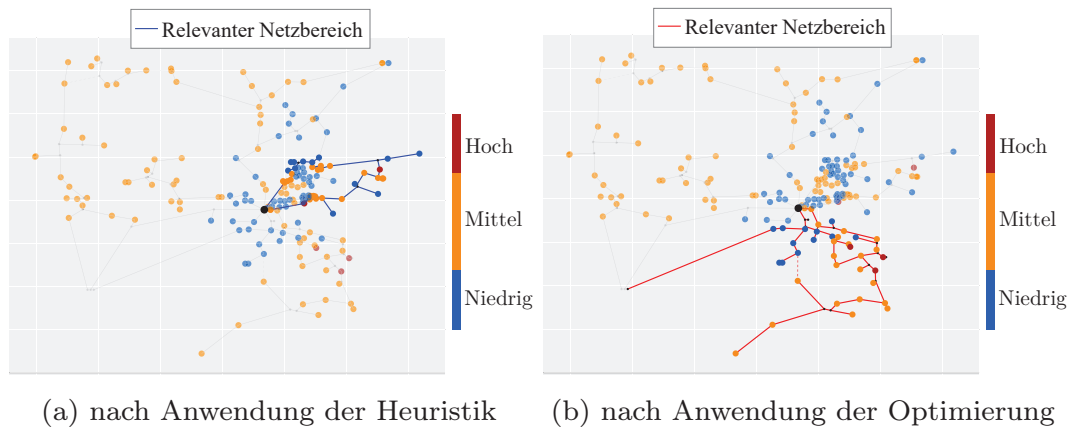 Relevanter Netzbereich
Hoch
Mittel
Niedrig
(a) nach Anwendung der Heuristik
Relevanter Netzbereich
Hoch
Mittel
Niedrig
(b) nach Anwendung der Optimierung